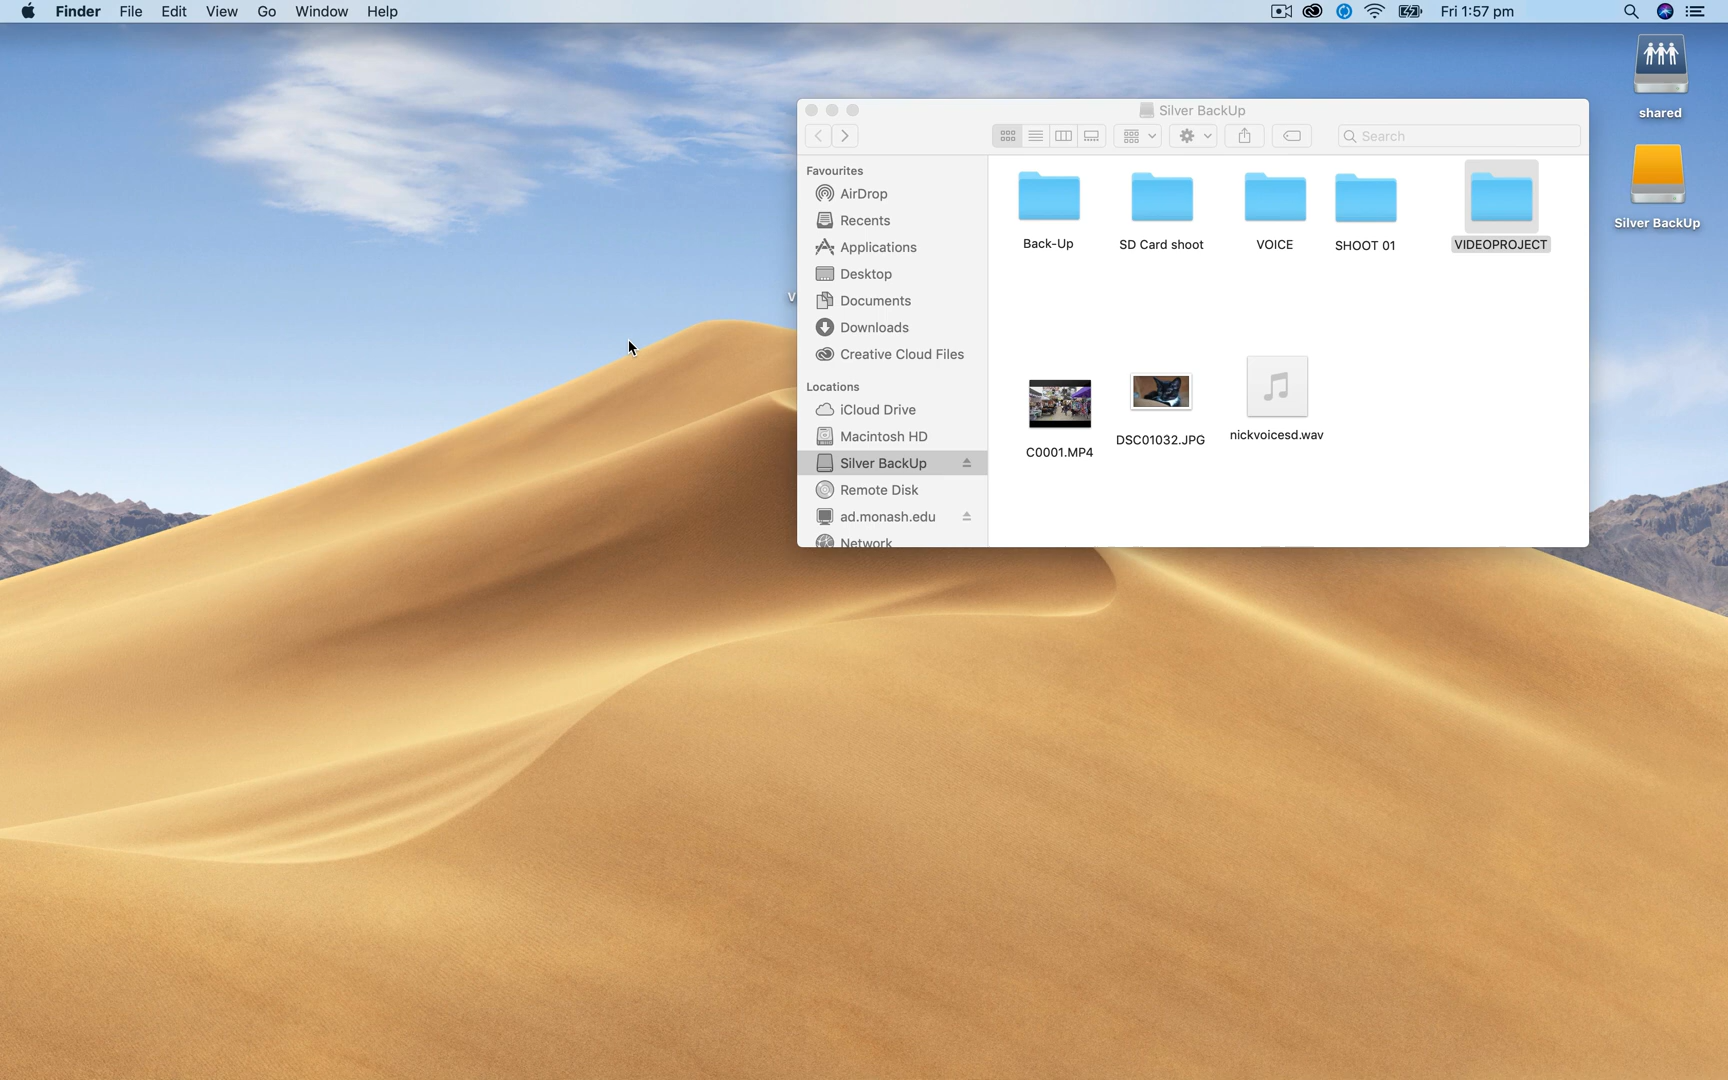 Finder File Edit View Go Window Help Fri 1:57 pm
shared
Silver BackUp
Silver BackUp
Search
Favourites
AirDrop
Recents
Applications
Desktop
Documents
Downloads
Creative Cloud Files
Locations
iCloud Drive
Macintosh HD
Silver BackUp
Remote Disk
ad.monash.edu
Network
Back-Up
SD Card shoot
VOICE
SHOOT 01
VIDEOPROJECT
C0001.MP4
DSC01032.JPG
nickvoicesd.wav
V